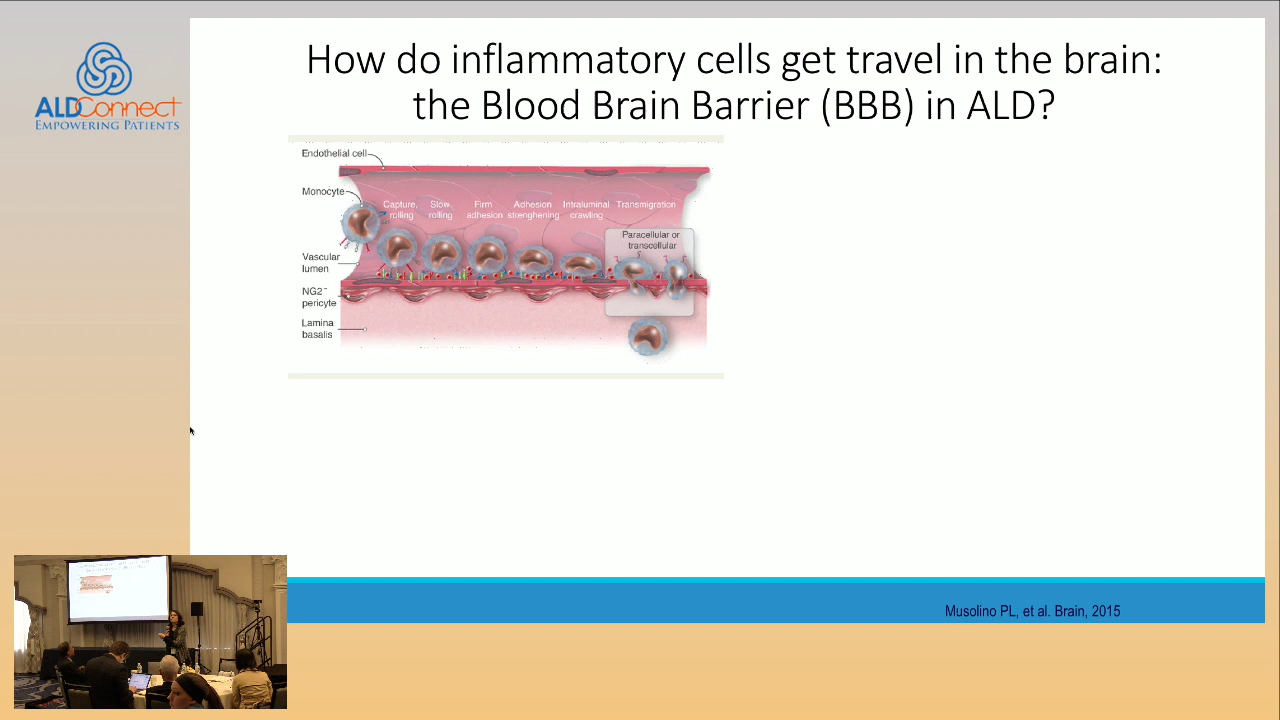 ALD Connect
EMPOWERING PATIENTS
How do inflammatory cells get travel in the brain:
the Blood Brain Barrier (BBB) in ALD?
Endothelial cell
Monocyte
Capture,
rolling
Slow
rolling
Firm
adhesion
Adhesion
strenghening
Intraluminal
crawling
Transmigration
Paracellular or
transcellular
Vascular
lumen
NG2⁻
pericyte
Lamina
basalis
Musolino PL, et al. Brain, 2015